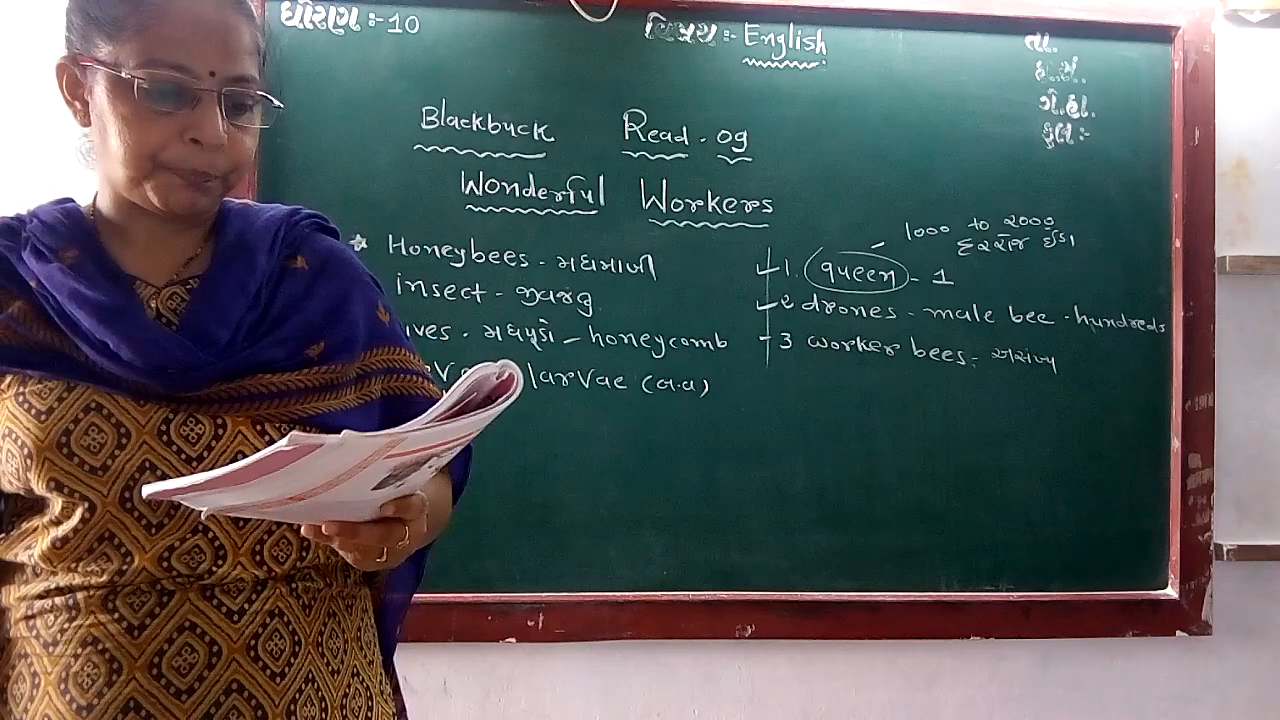 ધોરણ :- 10
વિષય :- English
તા.
હા.સં.
ગે.હા.
કુલ :-
Blackbuck Read - 09
Wonderful Workers
Honeybees - મધમાખી
insect - જીવજંતુ
ives - મધપૂડો - honeycomb
larvae (બ.વ)
1000 to 2000
દરરોજ ઈંડા
1. queen - 1
2 drones - male bee - hundreds
3 worker bees - અસંખ્ય